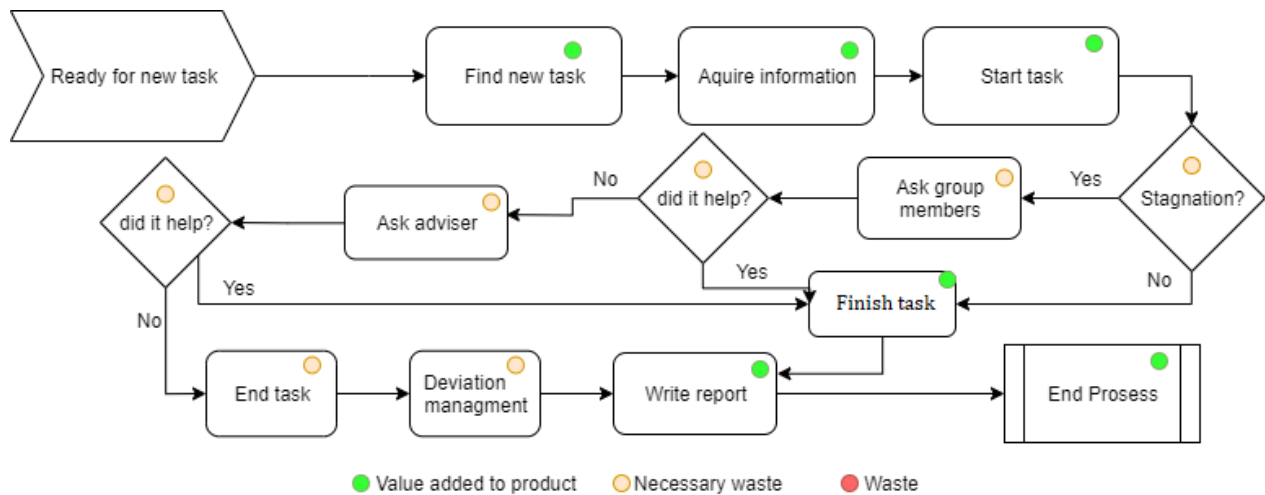 Ready for new task
Find new task
Aquire information
Start task
did it help?
Yes
No
Ask adviser
No
did it help?
Yes
Ask group
members
Yes
Stagnation?
No
Finish task
No
End task
Deviation
managment
Write report
End Prosess
Value added to product
Necessary waste
Waste